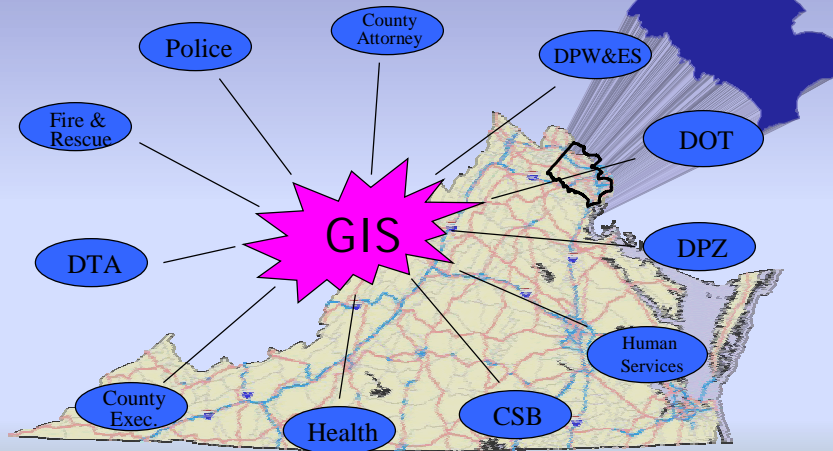 County
Attorney
Police
DPW&ES
Fire &
Rescue
DOT
GIS
DPZ
DTA
Human
Services
County
Exec.
CSB
Health